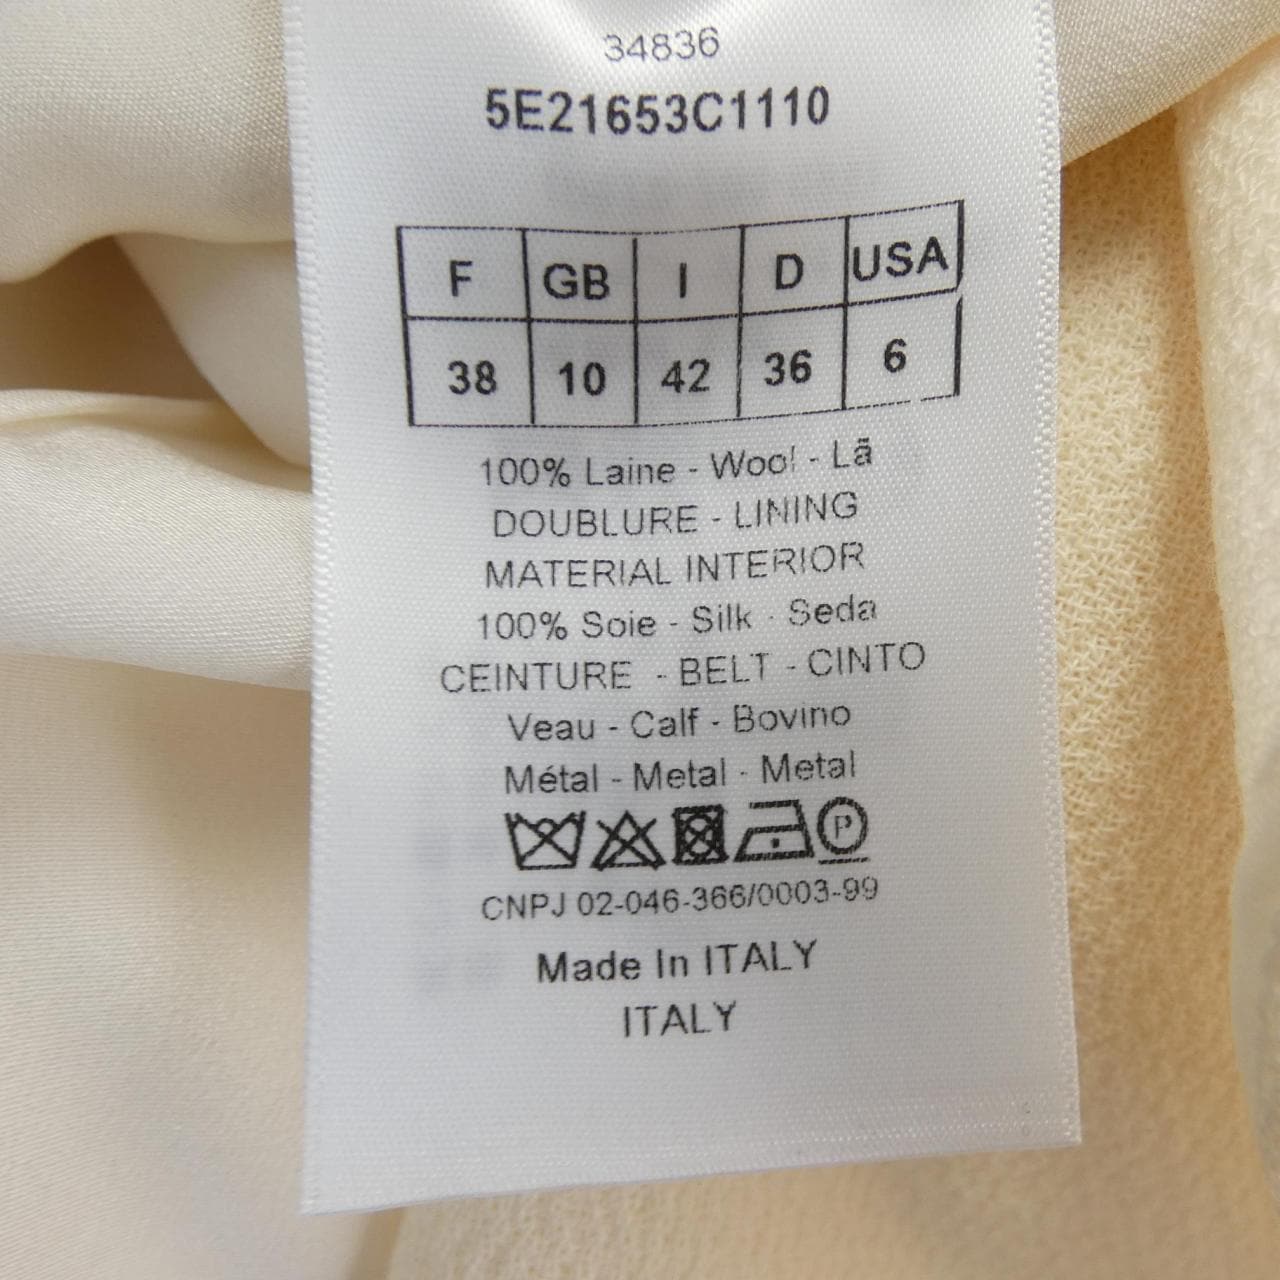 34836
5E21653C1110
F GB I D USA
38 10 42 36 6
100% Laine - Wool - Lã
DOUBLURE - LINING
MATERIAL INTERIOR
100% Soie - Silk - Seda
CEINTURE - BELT - CINTO
Veau - Calf - Bovino
Métal - Metal - Metal
P
CNPJ 02-046-366/0003-99
Made In ITALY
ITALY